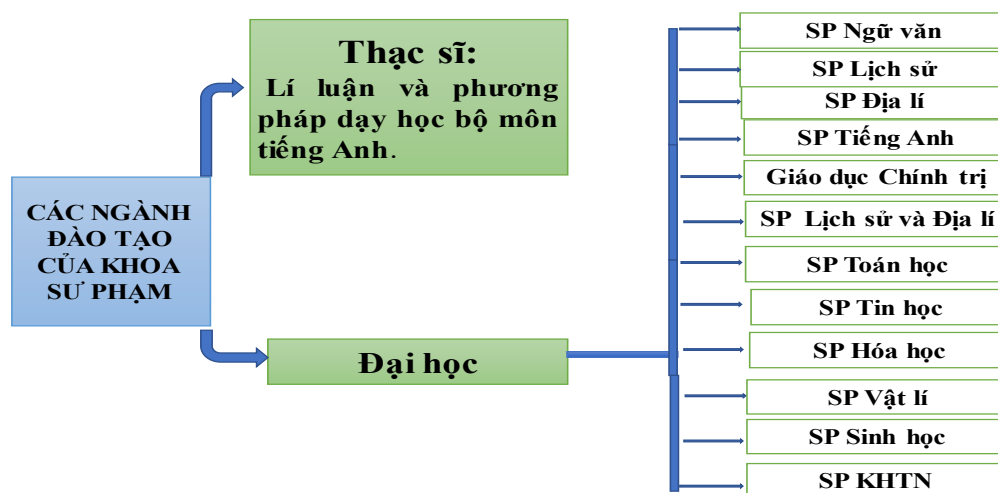 CÁC NGÀNH
ĐÀO TẠO
CỦA KHOA
SƯ PHẠM
Thạc sĩ:
Lí luận và phương
pháp dạy học bộ môn
tiếng Anh.
Đại học
SP Ngữ văn
SP Lịch sử
SP Địa lí
SP Tiếng Anh
Giáo dục Chính trị
SP Lịch sử và Địa lí
SP Toán học
SP Tin học
SP Hóa học
SP Vật lí
SP Sinh học
SP KHTN